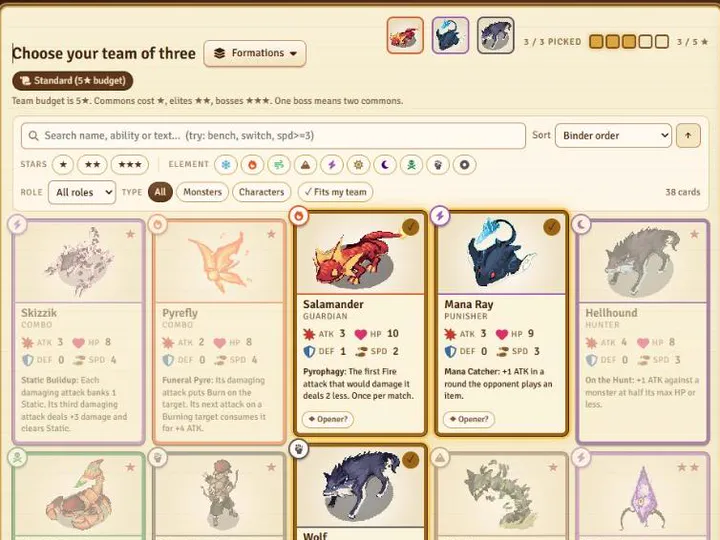 Choose your team of three
Formations
3 / 3 PICKED
3 / 5 ★
Standard (5★ budget)
Team budget is 5★. Commons cost ★, elites ★★, bosses ★★★. One boss means two commons.
Search name, ability or text... (try: bench, switch, spd>=3)
Sort
Binder order
↑
STARS
★
★★
★★★
ELEMENT
ROLE
All roles
TYPE
All
Monsters
Characters
✓ Fits my team
38 cards
★
Skizzik
COMBO
ATK 3 HP 8
DEF 0 SPD 4
Static Buildup: Each
damaging attack banks 1
Static. Its third damaging
attack deals +3 damage and
clears Static.
★
Pyrefly
COMBO
ATK 2 HP 8
DEF 0 SPD 4
Funeral Pyre: Its damaging
attack puts Burn on the
target. Its next attack on a
Burning target consumes it
for +4 ATK.
✓
Salamander
GUARDIAN
ATK 3 HP 10
DEF 1 SPD 2
Pyrophagy: The first Fire
attack that would damage it
deals 2 less. Once per match.
Opener?
✓
Mana Ray
PUNISHER
ATK 3 HP 9
DEF 0 SPD 3
Mana Catcher: +1 ATK in a
round the opponent plays an
item.
Opener?
★
Hellhound
HUNTER
ATK 4 HP 8
DEF 0 SPD 3
On the Hunt: +1 ATK against a
monster at half its max HP or
less.
★
★
✓
Wolf
★
★★